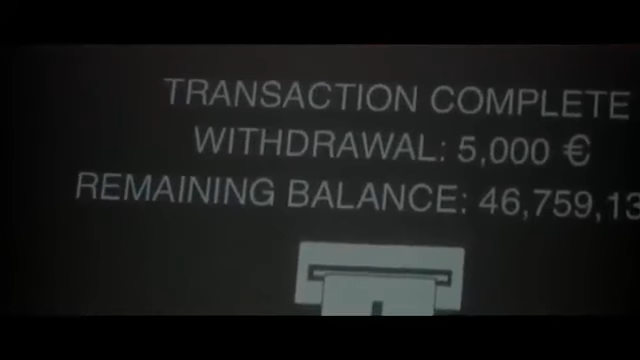 TRANSACTION COMPLETE
WITHDRAWAL: 5,000 €
REMAINING BALANCE: 46,759,13